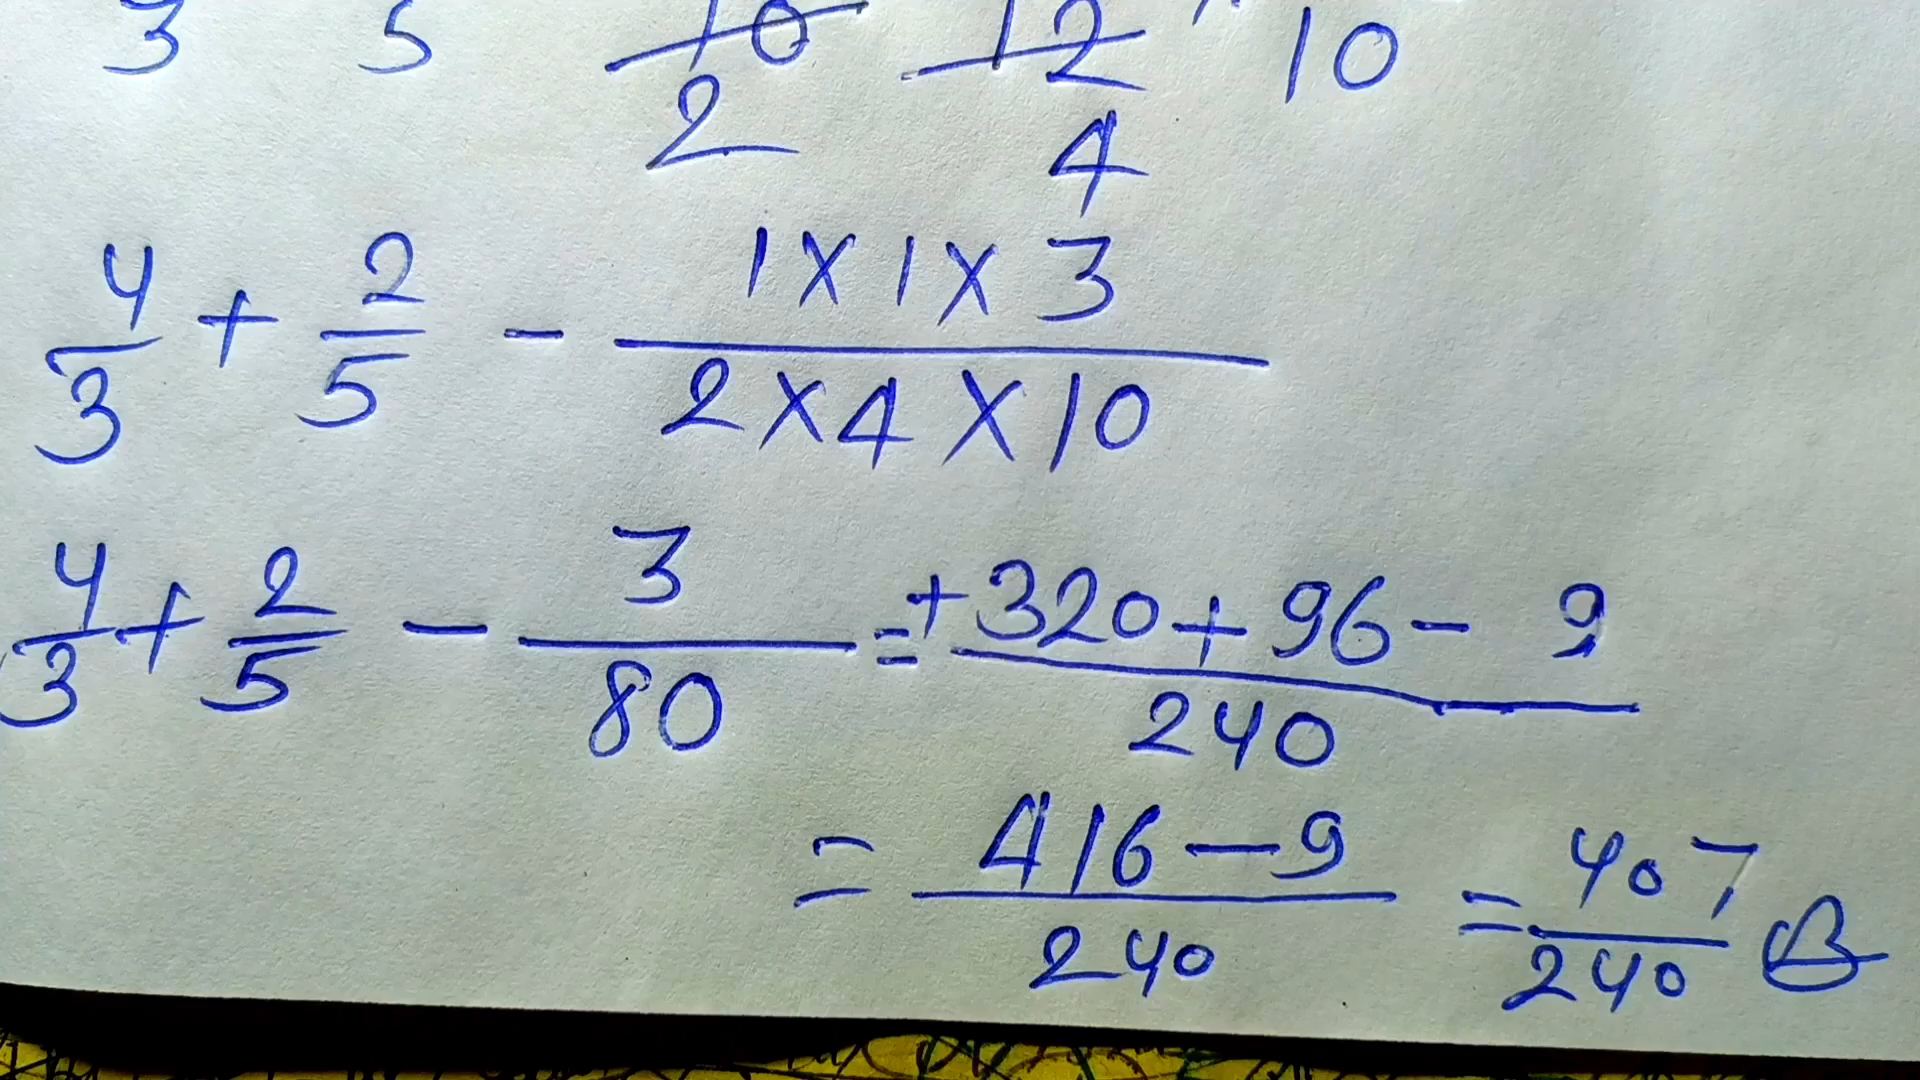 3 5 10 12 10
2 4
4/3 + 2/5 - 1 X 1 X 3 / 2 X 4 X 10
4/3 + 2/5 - 3/80 = + 320 + 96 - 9 / 240
= 416 - 9 / 240 = 407/240